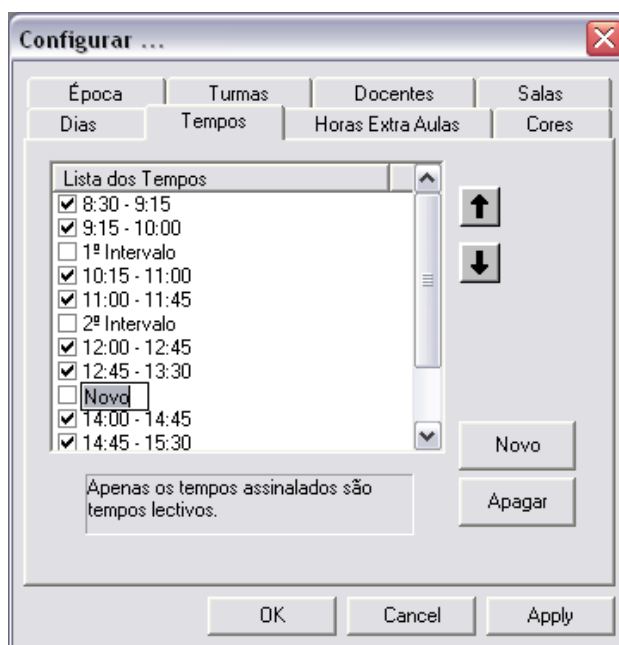 Configurar ...
Época Turmas Docentes Salas
Dias Tempos Horas Extra Aulas Cores
Lista dos Tempos
8:30 - 9:15
9:15 - 10:00
1º Intervalo
10:15 - 11:00
11:00 - 11:45
2º Intervalo
12:00 - 12:45
12:45 - 13:30
Novo
14:00 - 14:45
14:45 - 15:30
Novo
Apenas os tempos assinalados são
tempos lectivos.
Apagar
OK Cancel Apply